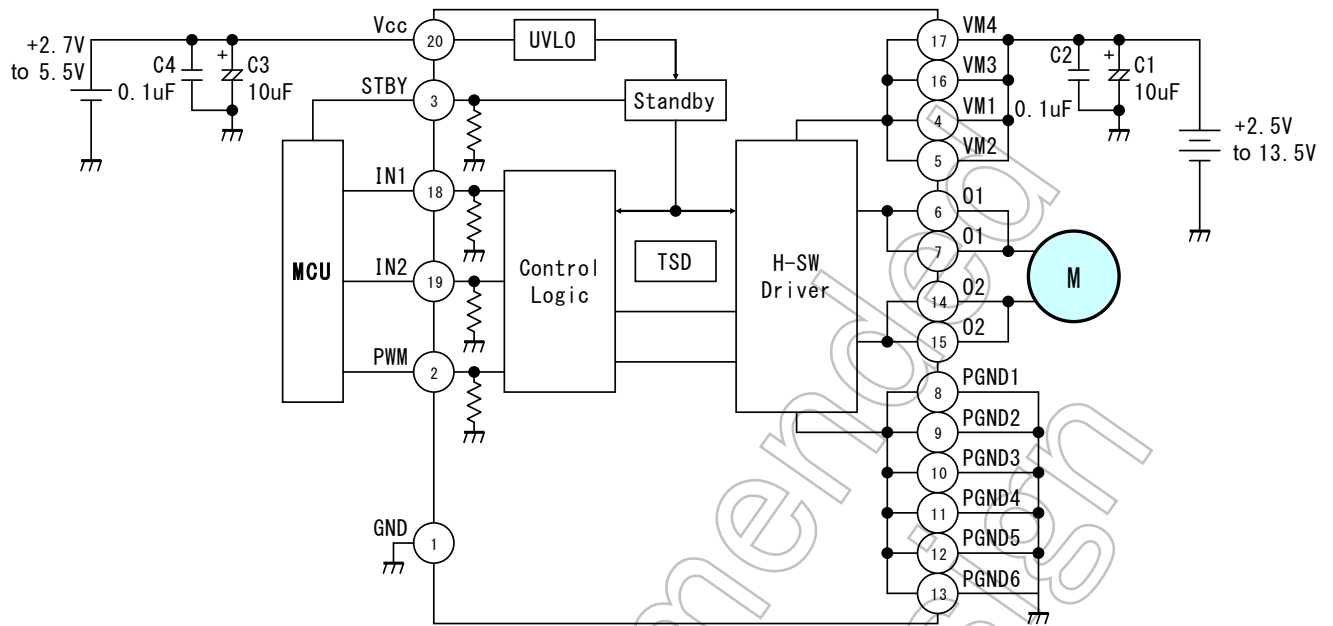 Vcc
20
UVLO
+2.7V
to 5.5V
C4
0.1uF
+
C3
10uF
STBY
3
Standby
MCU
IN1
18
IN2
19
PWM
2
GND
1
Control
Logic
TSD
H-SW
Driver
17
VM4
16
VM3
4
VM1
5
VM2
C2
0.1uF
+
C1
10uF
+2.5V
to 13.5V
6
O1
7
O1
14
O2
15
O2
M
8
PGND1
9
PGND2
10
PGND3
11
PGND4
12
PGND5
13
PGND6
mended
ign